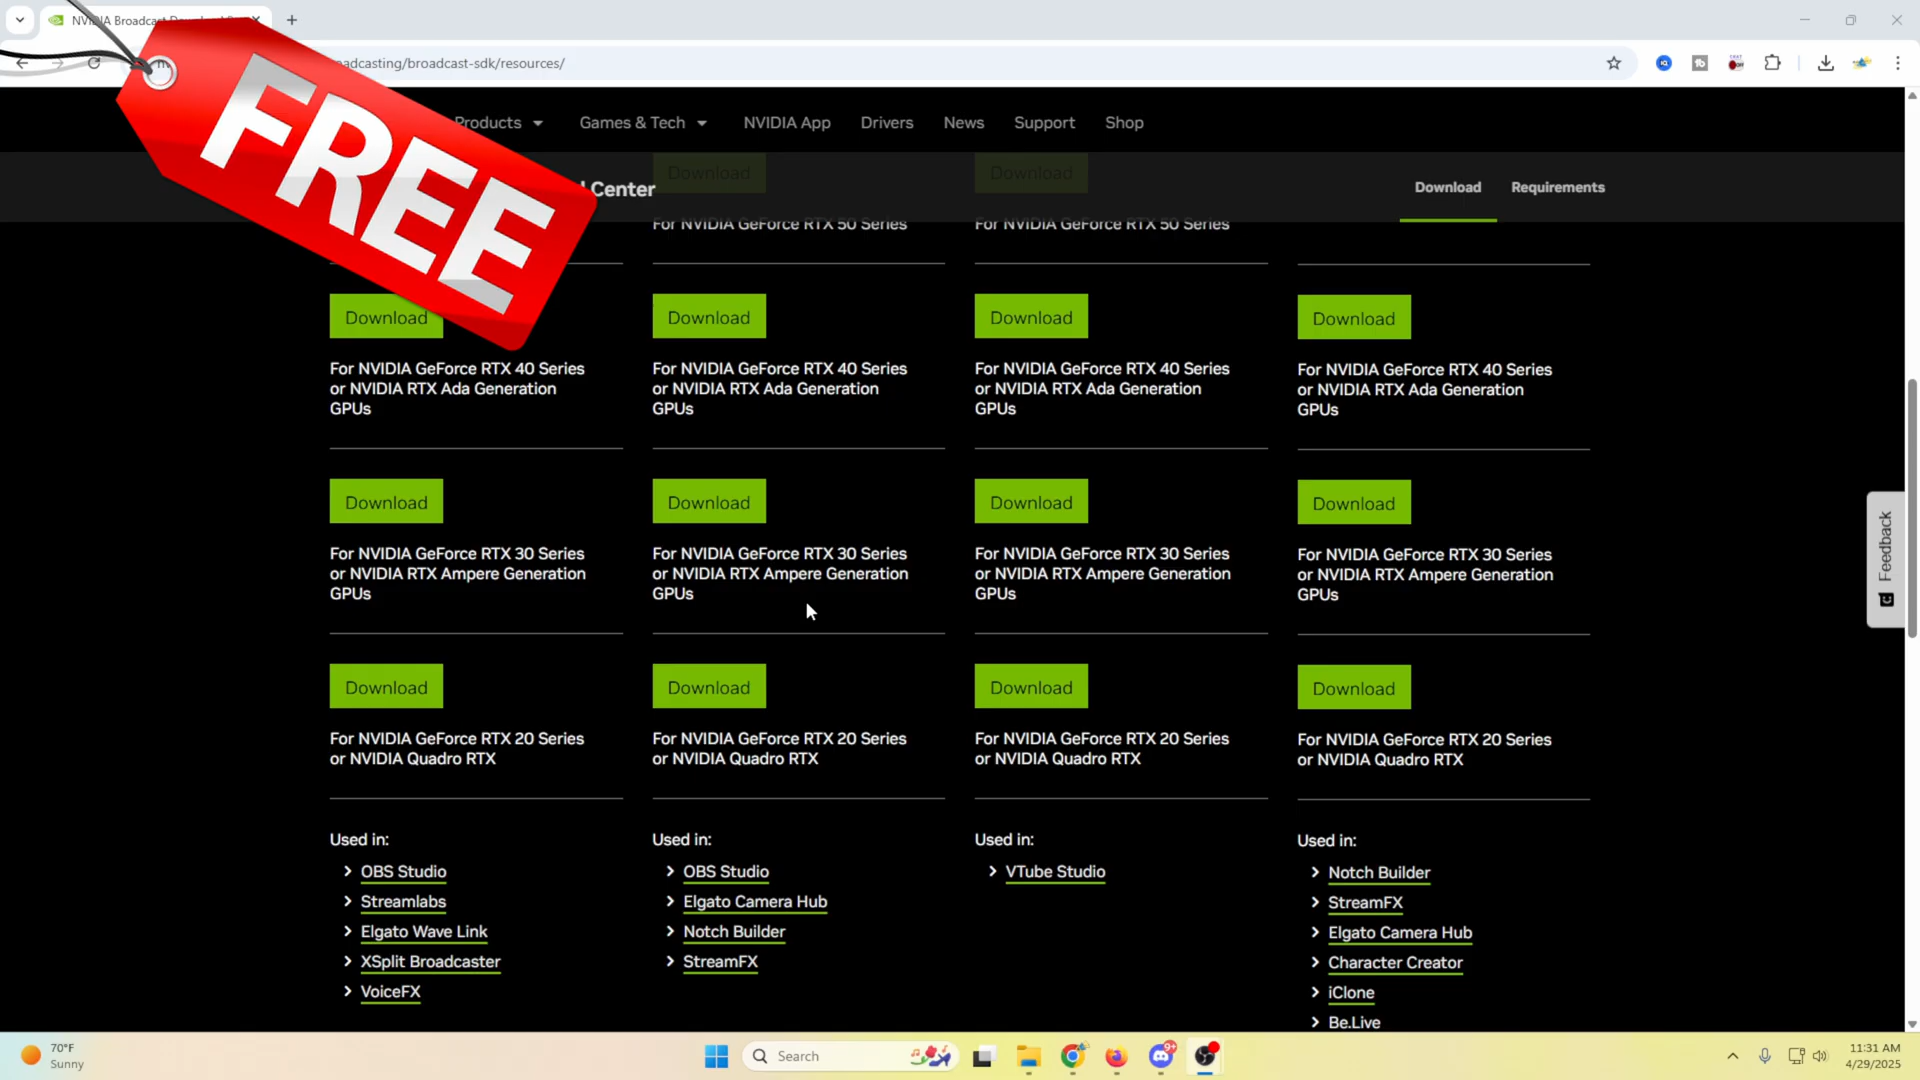 NVIDIA Broadcast Download
FREE
adcasting/broadcast-sdk/resources/
Products
Games & Tech
NVIDIA App
Drivers
News
Support
Shop
Center
Download
Requirements
Download
Download
For NVIDIA GeForce RTX 50 Series
For NVIDIA GeForce RTX 50 Series
Download
Download
Download
Download
For NVIDIA GeForce RTX 40 Series
or NVIDIA RTX Ada Generation
GPUs
For NVIDIA GeForce RTX 40 Series
or NVIDIA RTX Ada Generation
GPUs
For NVIDIA GeForce RTX 40 Series
or NVIDIA RTX Ada Generation
GPUs
For NVIDIA GeForce RTX 40 Series
or NVIDIA RTX Ada Generation
GPUs
Download
Download
Download
Download
For NVIDIA GeForce RTX 30 Series
or NVIDIA RTX Ampere Generation
GPUs
For NVIDIA GeForce RTX 30 Series
or NVIDIA RTX Ampere Generation
GPUs
For NVIDIA GeForce RTX 30 Series
or NVIDIA RTX Ampere Generation
GPUs
For NVIDIA GeForce RTX 30 Series
or NVIDIA RTX Ampere Generation
GPUs
Feedback
Download
Download
Download
Download
For NVIDIA GeForce RTX 20 Series
or NVIDIA Quadro RTX
For NVIDIA GeForce RTX 20 Series
or NVIDIA Quadro RTX
For NVIDIA GeForce RTX 20 Series
or NVIDIA Quadro RTX
For NVIDIA GeForce RTX 20 Series
or NVIDIA Quadro RTX
Used in:
OBS Studio
Streamlabs
Elgato Wave Link
XSplit Broadcaster
VoiceFX
Used in:
OBS Studio
Elgato Camera Hub
Notch Builder
StreamFX
Used in:
VTube Studio
Used in:
Notch Builder
StreamFX
Elgato Camera Hub
Character Creator
iClone
Be.Live
70°F
Sunny
Search
9+
11:31 AM
4/29/2025